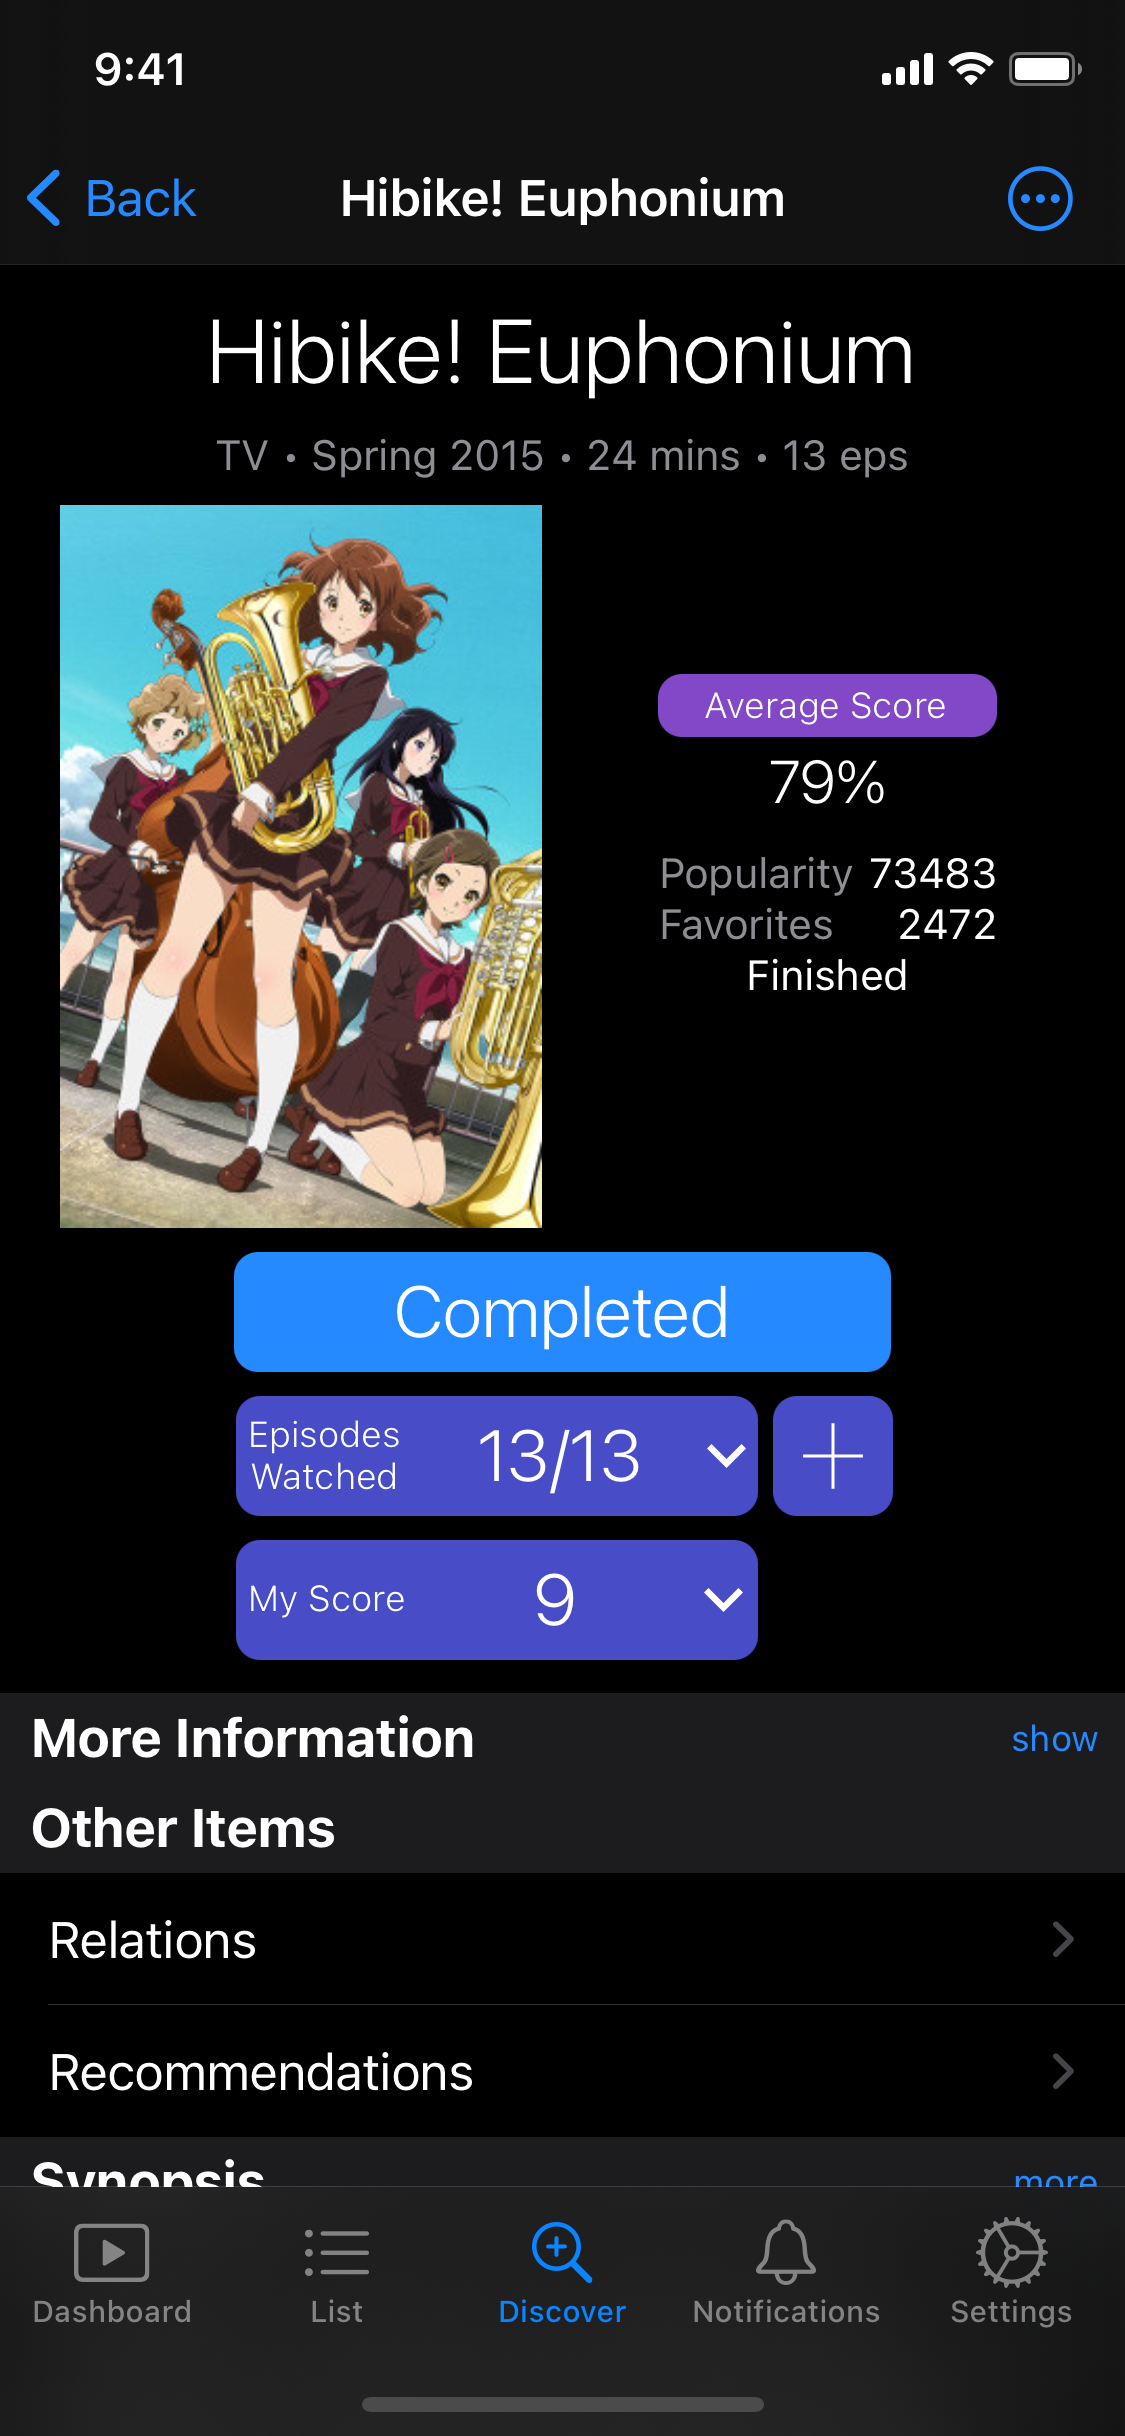 9:41
Back
Hibike! Euphonium
Hibike! Euphonium
TV • Spring 2015 • 24 mins • 13 eps
Average Score
79%
Popularity 73483
Favorites 2472
Finished
Completed
Episodes
Watched
13/13
My Score
9
More Information
show
Other Items
Relations
Recommendations
Synopsis
more
Dashboard
List
Discover
Notifications
Settings